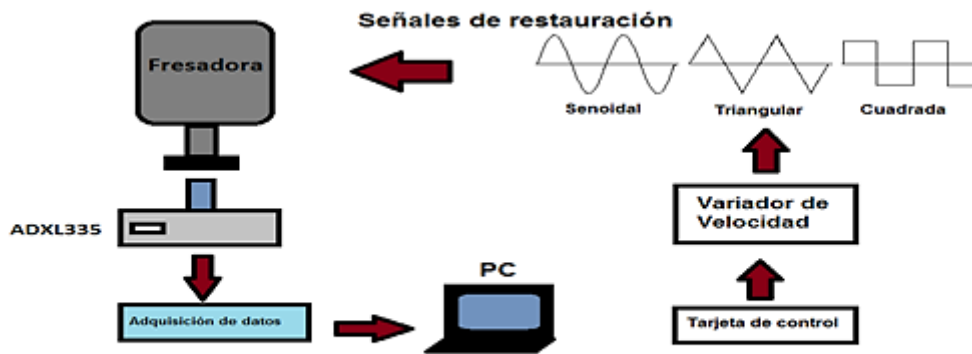 Señales de restauración
Fresadora
Senoidal
Triangular
Cuadrada
Variador de
Velocidad
ADXL335
PC
Adquisición de datos
Tarjeta de control